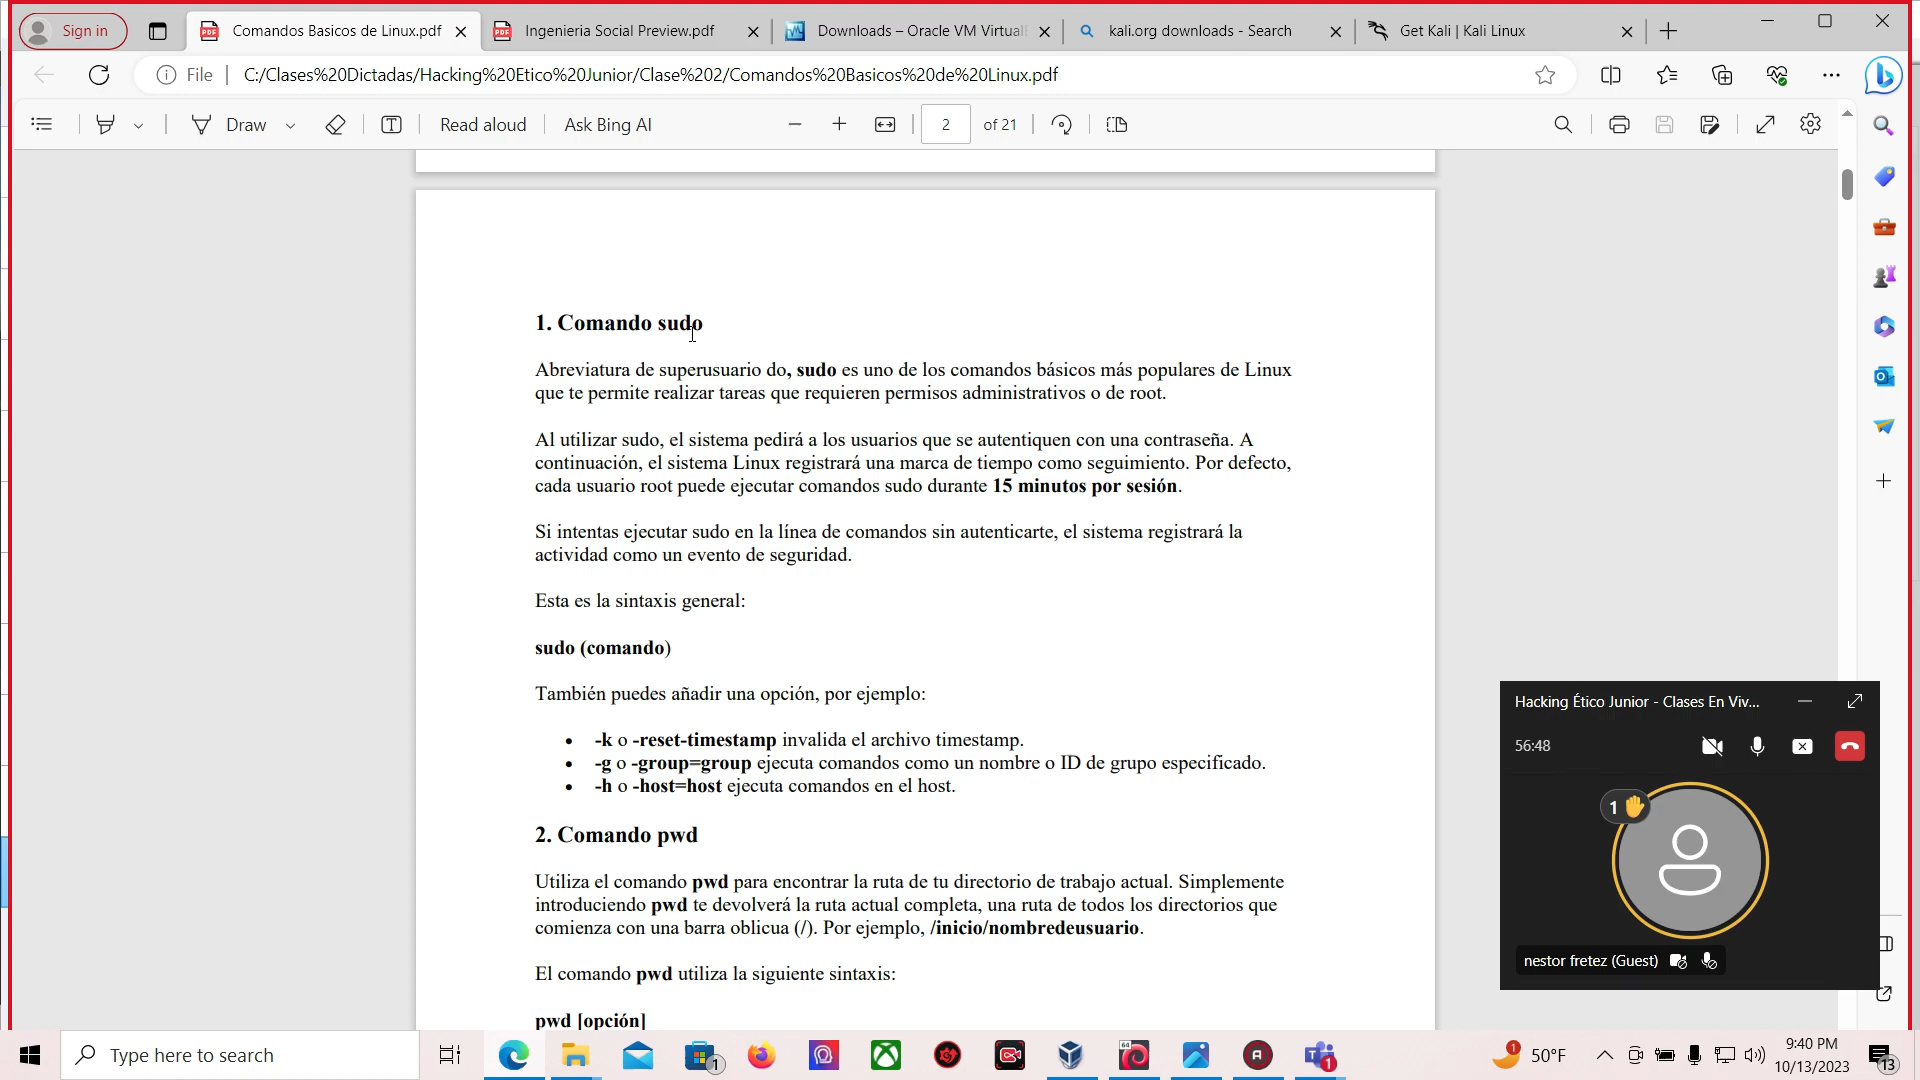 Sign in
Comandos Basicos de Linux.pdf
Ingenieria Social Preview.pdf
Downloads – Oracle VM Virtual
kali.org downloads - Search
Get Kali | Kali Linux
File
C:/Clases%20Dictadas/Hacking%20Etico%20Junior/Clase%202/Comandos%20Basicos%20de%20Linux.pdf
Draw
Read aloud
Ask Bing AI
2 of 21
1. Comando sudo
Abreviatura de superusuario do, sudo es uno de los comandos básicos más populares de Linux
que te permite realizar tareas que requieren permisos administrativos o de root.
Al utilizar sudo, el sistema pedirá a los usuarios que se autentiquen con una contraseña. A
continuación, el sistema Linux registrará una marca de tiempo como seguimiento. Por defecto,
cada usuario root puede ejecutar comandos sudo durante 15 minutos por sesión.
Si intentas ejecutar sudo en la línea de comandos sin autenticarte, el sistema registrará la
actividad como un evento de seguridad.
Esta es la sintaxis general:
sudo (comando)
También puedes añadir una opción, por ejemplo:
• -k o -reset-timestamp invalida el archivo timestamp.
• -g o -group=group ejecuta comandos como un nombre o ID de grupo especificado.
• -h o -host=host ejecuta comandos en el host.
2. Comando pwd
Utiliza el comando pwd para encontrar la ruta de tu directorio de trabajo actual. Simplemente
introduciendo pwd te devolverá la ruta actual completa, una ruta de todos los directorios que
comienza con una barra oblicua (/). Por ejemplo, /inicio/nombredeusuario.
El comando pwd utiliza la siguiente sintaxis:
pwd [opción]
Hacking Ético Junior - Clases En Viv...
56:48
1
nestor fretez (Guest)
Type here to search
1
64
1
1
50°F
9:40 PM
10/13/2023
13